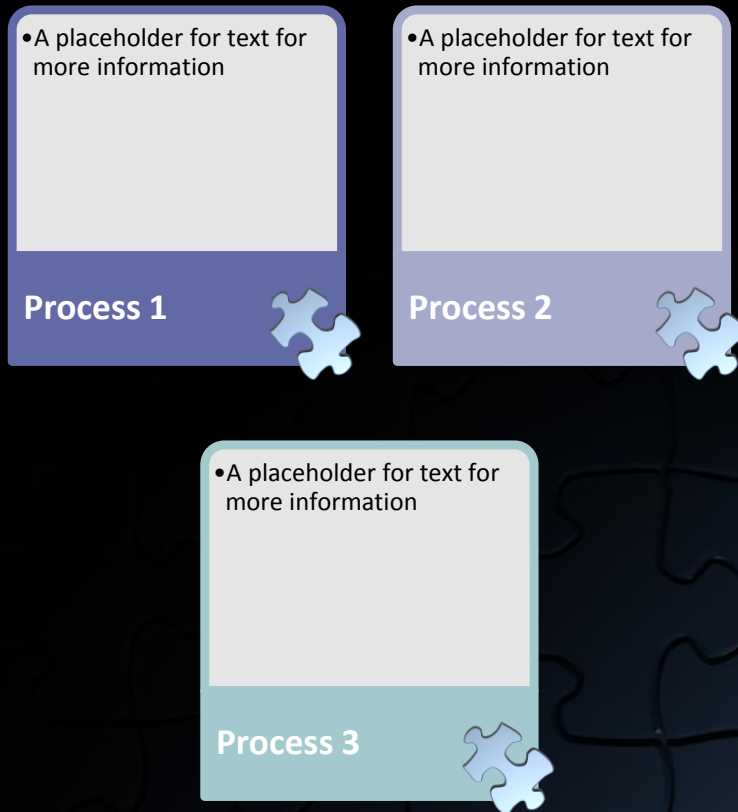 •A placeholder for text for
more information
Process 1
•A placeholder for text for
more information
Process 2
•A placeholder for text for
more information
Process 3